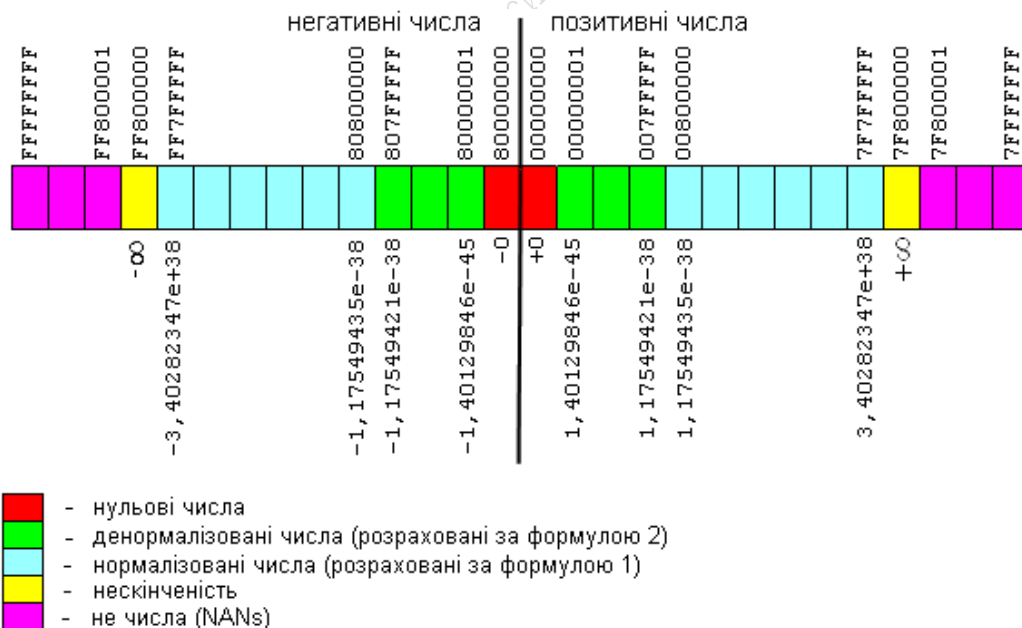 негативні числа
позитивні числа
FFFFFFFF
FF800001
FF800000
FF7FFFFF
80800000
807FFFFF
80000001
80000000
00000000
00000001
007FFFFF
00800000
7F7FFFFF
7F800000
7F800001
7FFFFFFF
-∞
-3,40282347e+38
-1,17549435e-38
-1,17549421e-38
-1,40129846e-45
-0
+0
1,40129846e-45
1,17549421e-38
1,17549435e-38
3,40282347e+38
+∞
- нульові числа
- денормалізовані числа (розраховані за формулою 2)
- нормалізовані числа (розраховані за формулою 1)
- нескінченість
- не числа (NANs)